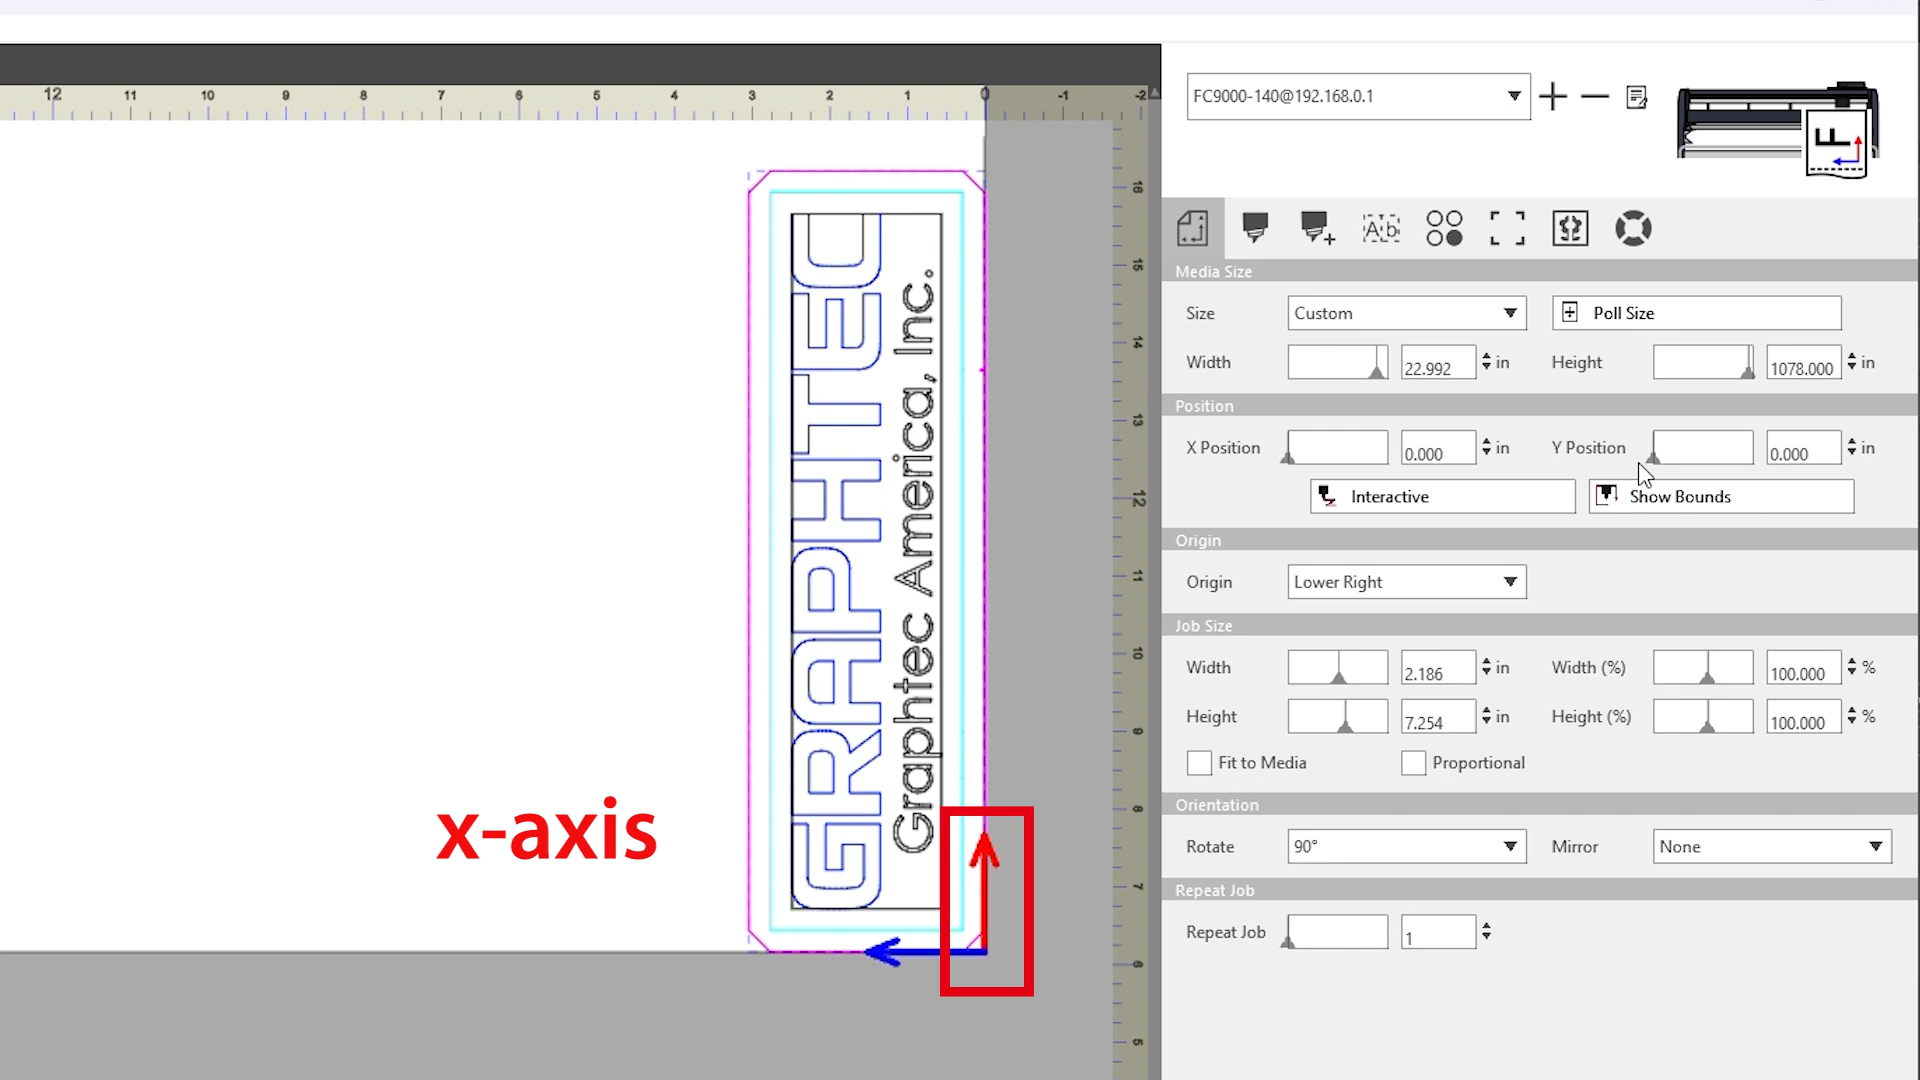 FC9000-140@192.168.0.1
12 11 10 9 8 7 6 5 4 3 2 1 0 -1 -2
F
16
15
14
13
12
11
10
9
8
7
6
5
GRAPHTEC
Graphtec America, Inc.
x-axis
Ab
Media Size
Size Custom Poll Size
Width 22.992 in Height 1078.000 in
Position
X Position 0.000 in Y Position 0.000 in
Interactive Show Bounds
Origin
Origin Lower Right
Job Size
Width 2.186 in Width (%) 100.000 %
Height 7.254 in Height (%) 100.000 %
Fit to Media Proportional
Orientation
Rotate 90° Mirror None
Repeat Job
Repeat Job 1